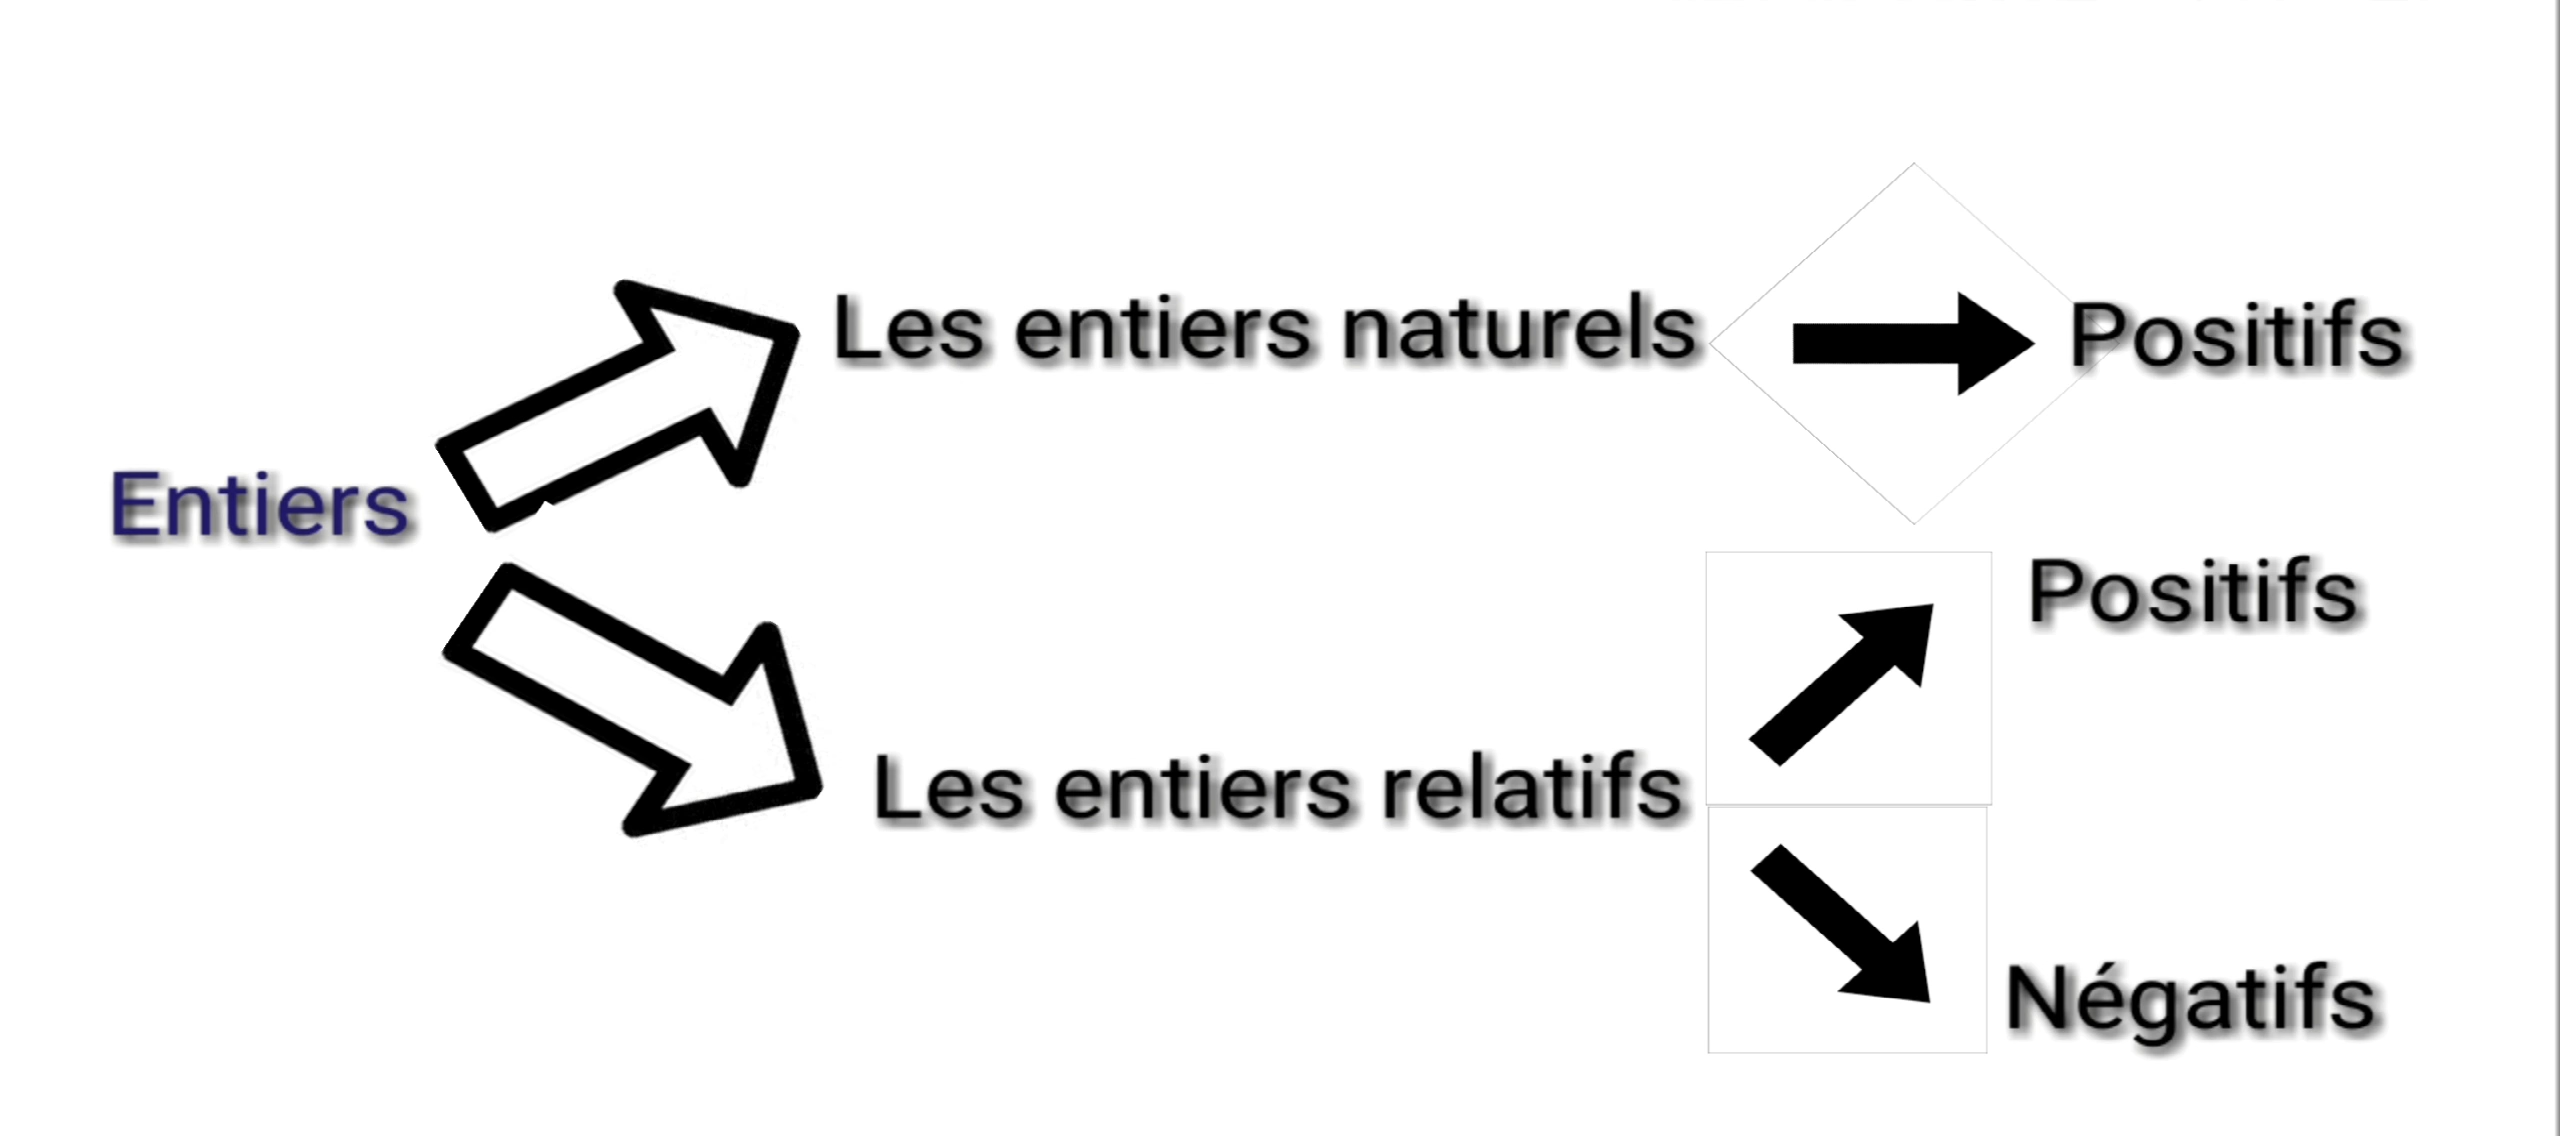 Entiers
Les entiers naturels
Positifs
Les entiers relatifs
Positifs
Négatifs